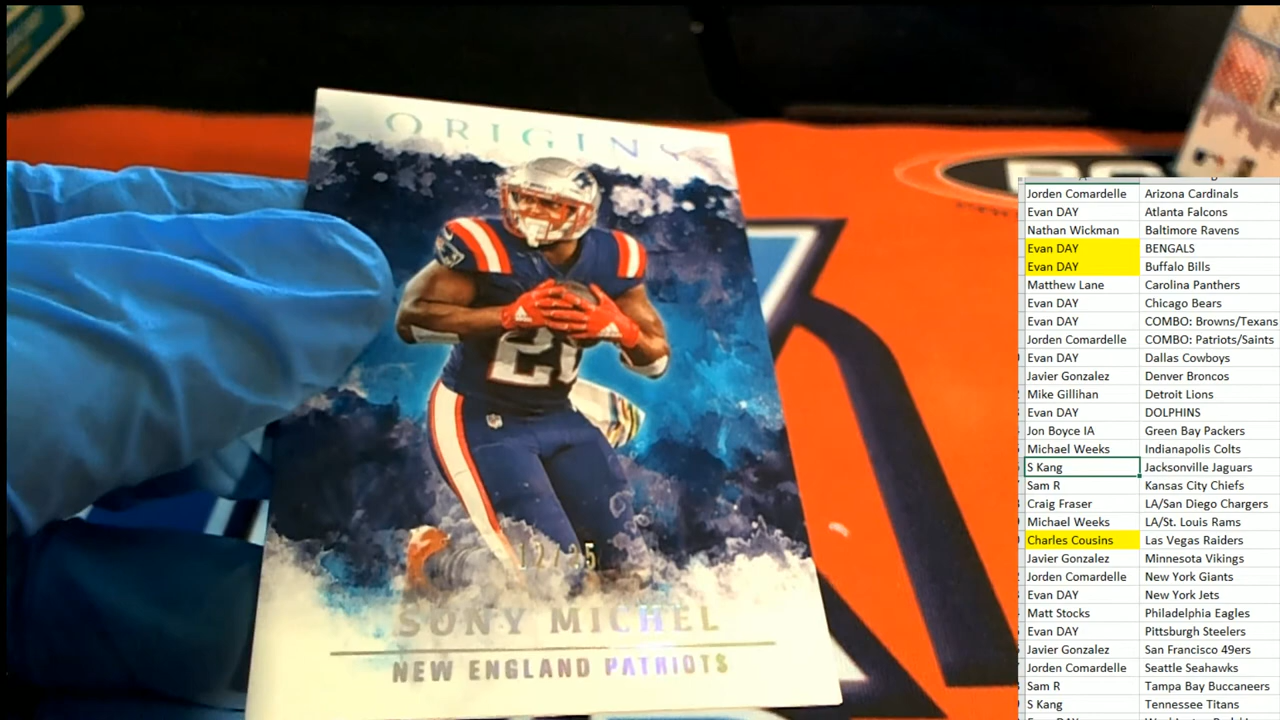 ORIGINS
12/25
SONY MICHEL
NEW ENGLAND PATRIOTS
Jorden Comardelle Arizona Cardinals
Evan DAY Atlanta Falcons
Nathan Wickman Baltimore Ravens
Evan DAY BENGALS
Evan DAY Buffalo Bills
Matthew Lane Carolina Panthers
Evan DAY Chicago Bears
Evan DAY COMBO: Browns/Texans
Jorden Comardelle COMBO: Patriots/Saints
Evan DAY Dallas Cowboys
Javier Gonzalez Denver Broncos
Mike Gillihan Detroit Lions
Evan DAY DOLPHINS
Jon Boyce IA Green Bay Packers
Michael Weeks Indianapolis Colts
S Kang Jacksonville Jaguars
Sam R Kansas City Chiefs
Craig Fraser LA/San Diego Chargers
Michael Weeks LA/St. Louis Rams
Charles Cousins Las Vegas Raiders
Javier Gonzalez Minnesota Vikings
Jorden Comardelle New York Giants
Evan DAY New York Jets
Matt Stocks Philadelphia Eagles
Evan DAY Pittsburgh Steelers
Javier Gonzalez San Francisco 49ers
Jorden Comardelle Seattle Seahawks
Sam R Tampa Bay Buccaneers
S Kang Tennessee Titans